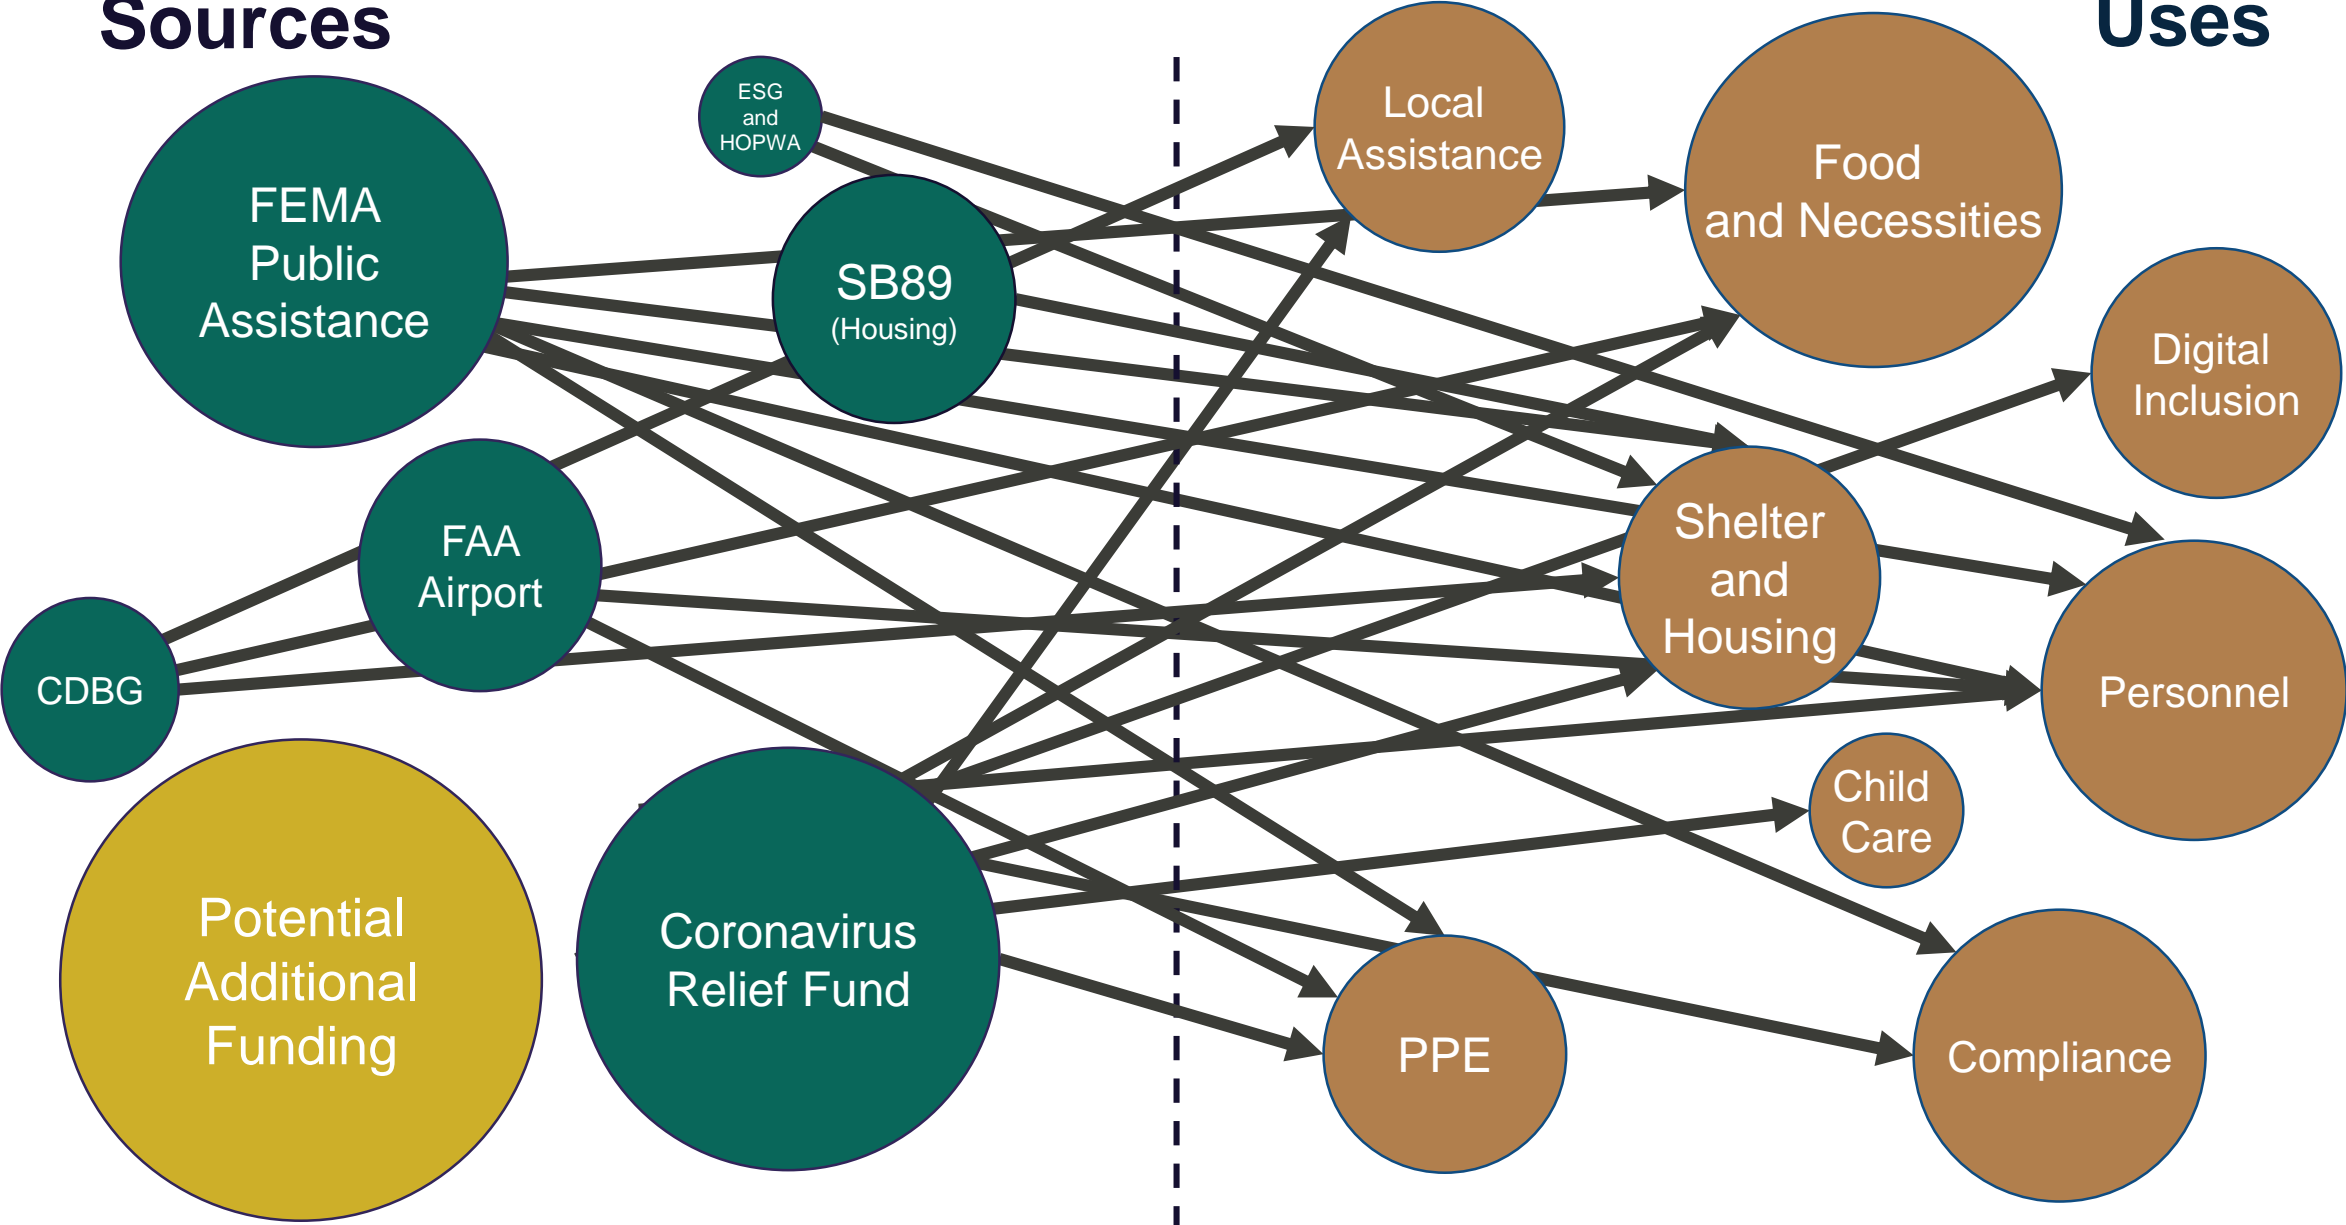 Sources
Uses
ESG
and
HOPWA
Local
Assistance
Food
and Necessities
FEMA
Public
Assistance
SB89
(Housing)
Digital
Inclusion
FAA
Airport
Shelter
and
Housing
CDBG
Personnel
Child
Care
Potential
Additional
Funding
Coronavirus
Relief Fund
PPE
Compliance